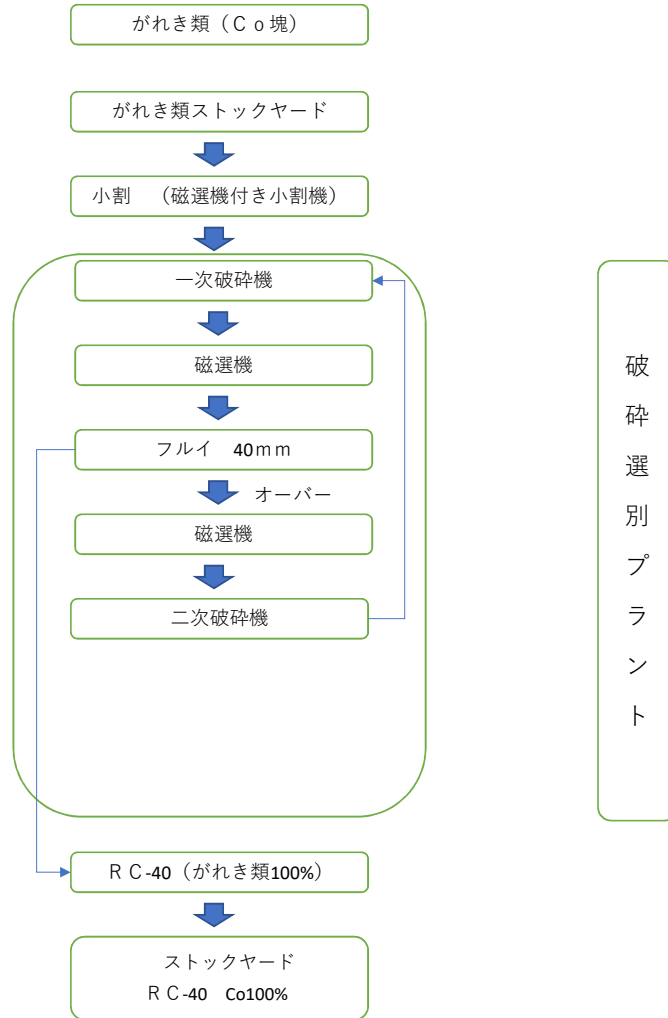 がれき類（Ｃｏ塊）
がれき類ストックヤード
小割　（磁選機付き小割機）
一次破砕機
磁選機
フルイ　40ｍｍ
オーバー
磁選機
二次破砕機
ＲＣ-40（がれき類100%）
ストックヤード
ＲＣ-40　Co100%
破砕選別プラント